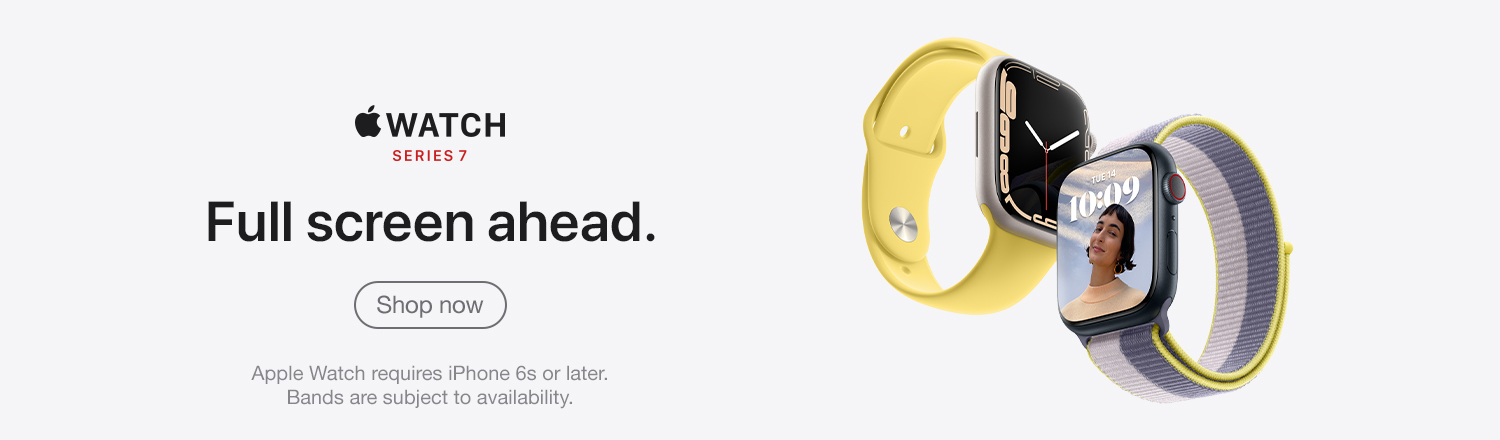 WATCH
SERIES 7
Full screen ahead.
Shop now
Apple Watch requires iPhone 6s or later.
Bands are subject to availability.
TUE 14
10:09